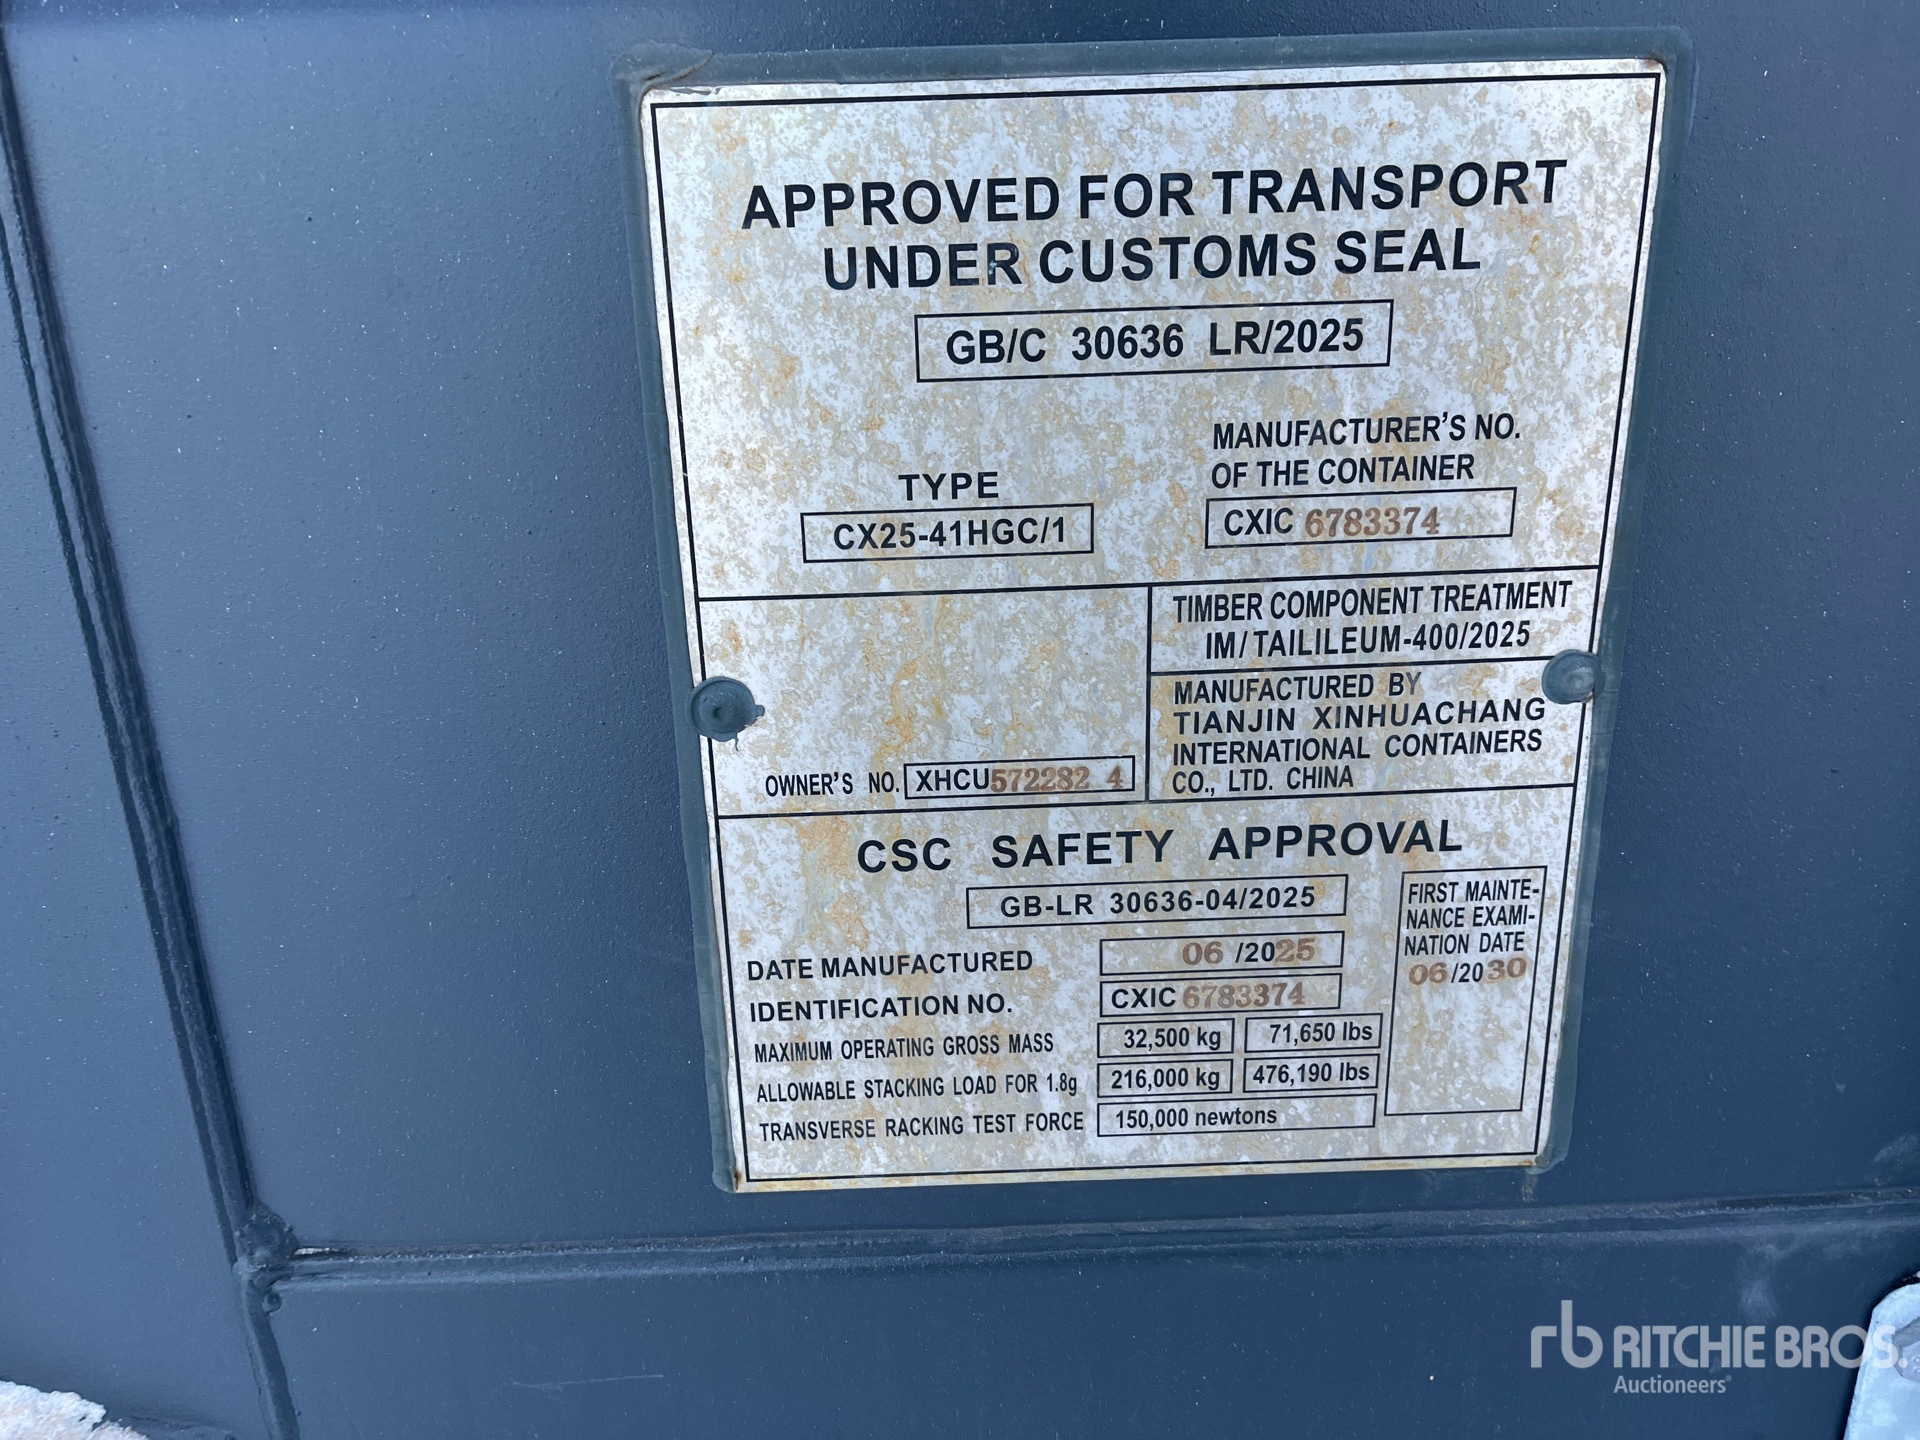 APPROVED FOR TRANSPORT
UNDER CUSTOMS SEAL
GB/C 30636 LR/2025
TYPE
CX25-41HGC/1
MANUFACTURER'S NO.
OF THE CONTAINER
CXIC 6783374
TIMBER COMPONENT TREATMENT
IM/TAILILEUM-400/2025
MANUFACTURED BY
TIANJIN XINHUACHANG
INTERNATIONAL CONTAINERS
CO., LTD. CHINA
OWNER'S NO. XHCU572282 4
CSC SAFETY APPROVAL
GB-LR 30636-04/2025
DATE MANUFACTURED 06 /2025
IDENTIFICATION NO. CXIC 6783374
MAXIMUM OPERATING GROSS MASS 32,500 kg 71,650 lbs
ALLOWABLE STACKING LOAD FOR 1.8g 216,000 kg 476,190 lbs
TRANSVERSE RACKING TEST FORCE 150,000 newtons
FIRST MAINTE-
NANCE EXAMI-
NATION DATE
06/2030
rb RITCHIE BROS.
Auctioneers